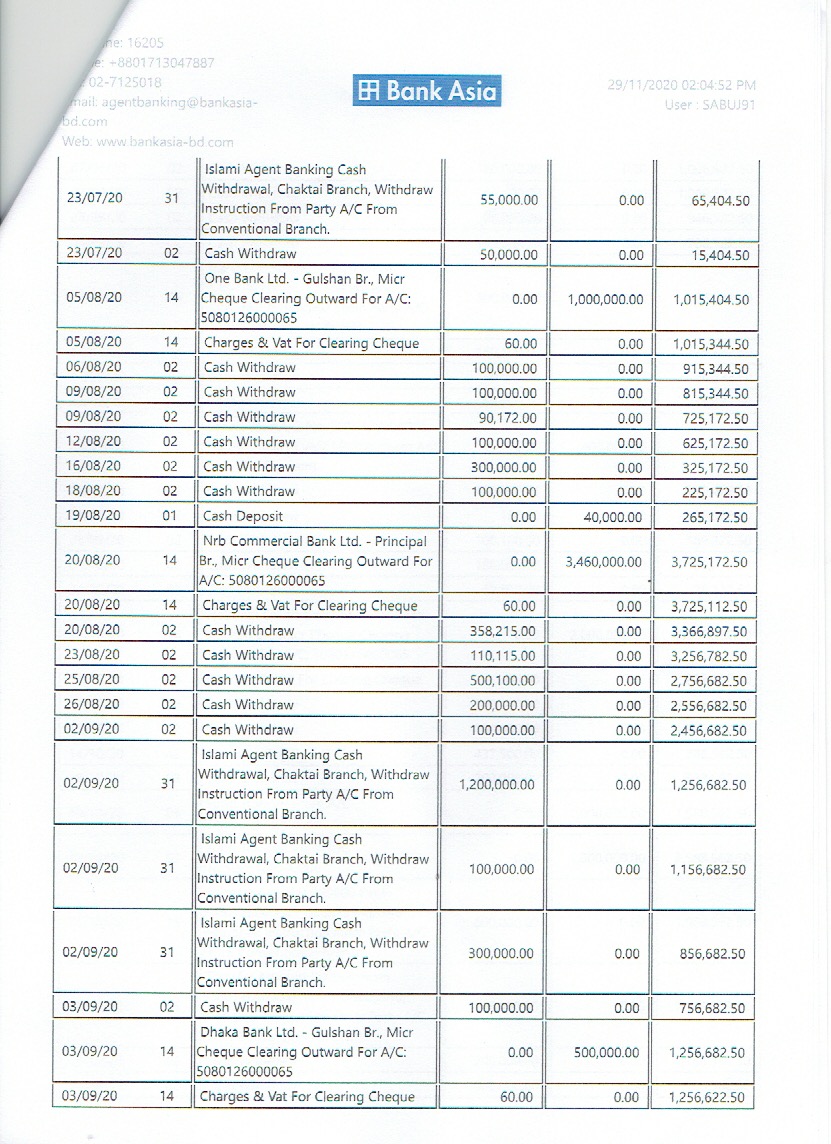 ne: 16205
e: +8801713047887
02-7125018
mail: agentbanking@bankasia-
bd.com
Web: www.bankasia-bd.com
Bank Asia
29/11/2020 02:04:52 PM
User : SABUJ91
Islami Agent Banking Cash
Withdrawal, Chaktai Branch, Withdraw
23/07/20 31 Instruction From Party A/C From 55,000.00 0.00 65,404.50
Conventional Branch.
23/07/20 02 Cash Withdraw 50,000.00 0.00 15,404.50
One Bank Ltd. - Gulshan Br., Micr
05/08/20 14 Cheque Clearing Outward For A/C: 0.00 1,000,000.00 1,015,404.50
5080126000065
05/08/20 14 Charges & Vat For Clearing Cheque 60.00 0.00 1,015,344.50
06/08/20 02 Cash Withdraw 100,000.00 0.00 915,344.50
09/08/20 02 Cash Withdraw 100,000.00 0.00 815,344.50
09/08/20 02 Cash Withdraw 90,172.00 0.00 725,172.50
12/08/20 02 Cash Withdraw 100,000.00 0.00 625,172.50
16/08/20 02 Cash Withdraw 300,000.00 0.00 325,172.50
18/08/20 02 Cash Withdraw 100,000.00 0.00 225,172.50
19/08/20 01 Cash Deposit 0.00 40,000.00 265,172.50
Nrb Commercial Bank Ltd. - Principal
20/08/20 14 Br., Micr Cheque Clearing Outward For 0.00 3,460,000.00 3,725,172.50
A/C: 5080126000065
20/08/20 14 Charges & Vat For Clearing Cheque 60.00 0.00 3,725,112.50
20/08/20 02 Cash Withdraw 358,215.00 0.00 3,366,897.50
23/08/20 02 Cash Withdraw 110,115.00 0.00 3,256,782.50
25/08/20 02 Cash Withdraw 500,100.00 0.00 2,756,682.50
26/08/20 02 Cash Withdraw 200,000.00 0.00 2,556,682.50
02/09/20 02 Cash Withdraw 100,000.00 0.00 2,456,682.50
Islami Agent Banking Cash
Withdrawal, Chaktai Branch, Withdraw
02/09/20 31 Instruction From Party A/C From 1,200,000.00 0.00 1,256,682.50
Conventional Branch.
Islami Agent Banking Cash
Withdrawal, Chaktai Branch, Withdraw
02/09/20 31 Instruction From Party A/C From 100,000.00 0.00 1,156,682.50
Conventional Branch.
Islami Agent Banking Cash
Withdrawal, Chaktai Branch, Withdraw
02/09/20 31 Instruction From Party A/C From 300,000.00 0.00 856,682.50
Conventional Branch.
03/09/20 02 Cash Withdraw 100,000.00 0.00 756,682.50
Dhaka Bank Ltd. - Gulshan Br., Micr
03/09/20 14 Cheque Clearing Outward For A/C: 0.00 500,000.00 1,256,682.50
5080126000065
03/09/20 14 Charges & Vat For Clearing Cheque 60.00 0.00 1,256,622.50